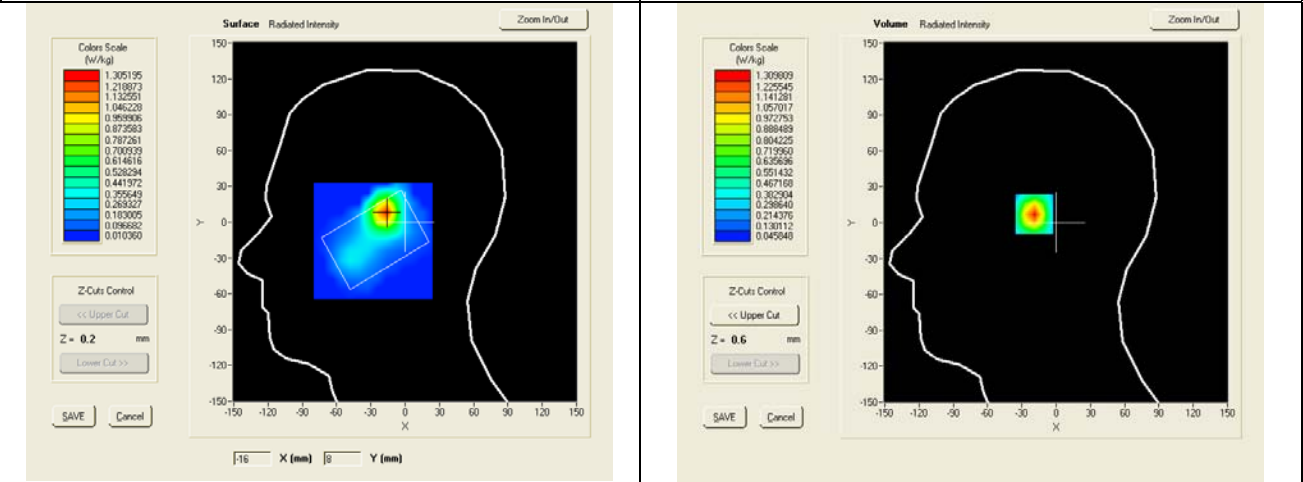 Surface Radiated Intensity
Zoom In/Out
Colors Scale
(W/kg)
1.305195
1.218873
1.132551
1.046228
0.959906
0.873583
0.787261
0.700939
0.614616
0.528294
0.441972
0.355649
0.269327
0.183005
0.096682
0.010360
Z-Cuts Control
<< Upper Cut
Z = 0.2 mm
Lower Cut >>
SAVE Cancel
150
120
90
60
30
0
-30
-60
-90
-120
-150
Y
-150 -120 -90 -60 -30 0 30 60 90 120 150
X
-16 X (mm) 8 Y (mm)
Volume Radiated Intensity
Zoom In/Out
Colors Scale
(W/kg)
1.309809
1.225545
1.141281
1.057017
0.972753
0.888489
0.804225
0.719960
0.635696
0.551432
0.467168
0.382904
0.298640
0.214376
0.130112
0.045848
Z-Cuts Control
<< Upper Cut
Z = 0.6 mm
Lower Cut >>
SAVE Cancel
150
120
90
60
30
0
-30
-60
-90
-120
-150
Y
-150 -120 -90 -60 -30 0 30 60 90 120 150
X